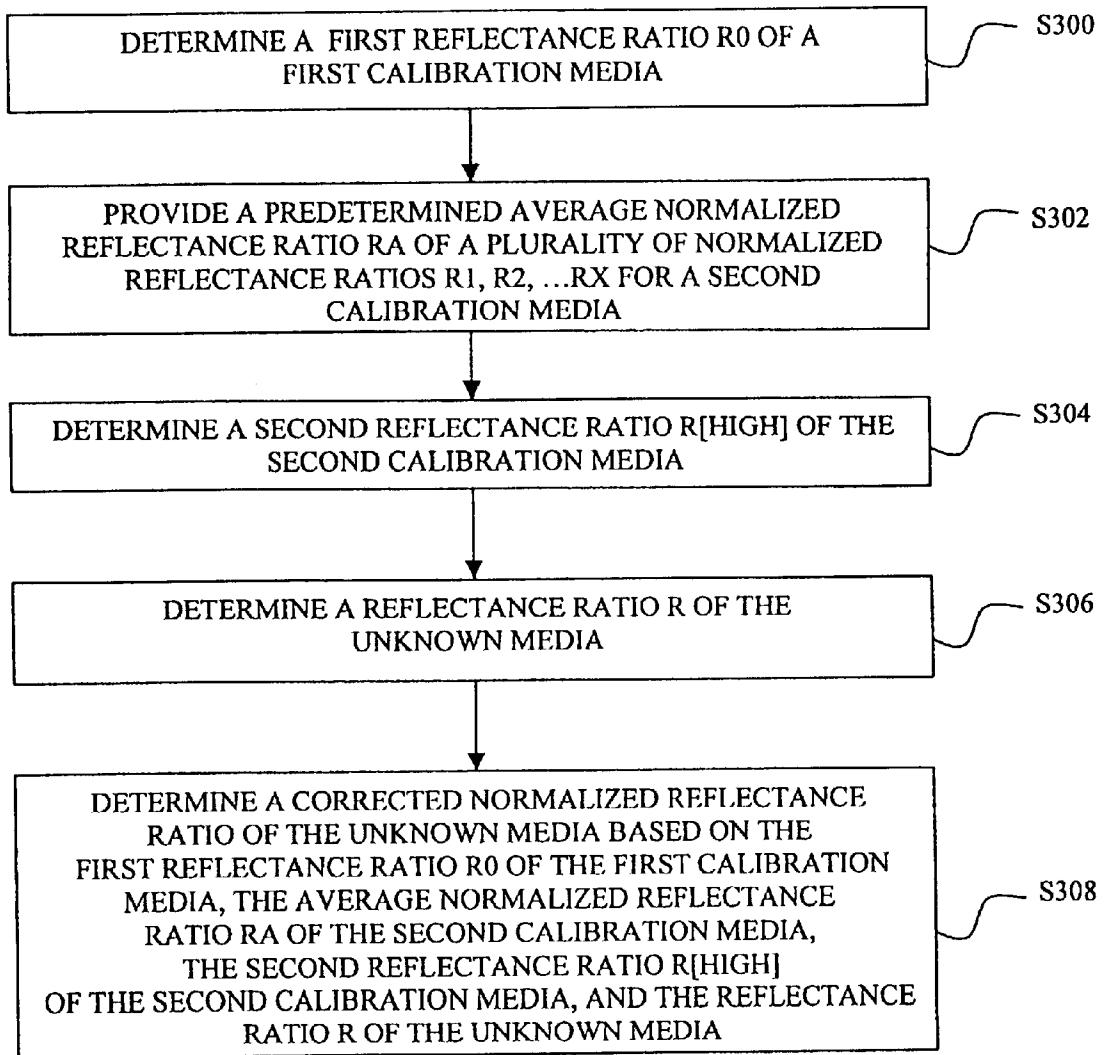 DETERMINE A FIRST REFLECTANCE RATIO R0 OF A
FIRST CALIBRATION MEDIA
S300
PROVIDE A PREDETERMINED AVERAGE NORMALIZED
REFLECTANCE RATIO RA OF A PLURALITY OF NORMALIZED
REFLECTANCE RATIOS R1, R2, ...RX FOR A SECOND
CALIBRATION MEDIA
S302
DETERMINE A SECOND REFLECTANCE RATIO R[HIGH] OF THE
SECOND CALIBRATION MEDIA
S304
DETERMINE A REFLECTANCE RATIO R OF THE
UNKNOWN MEDIA
S306
DETERMINE A CORRECTED NORMALIZED REFLECTANCE
RATIO OF THE UNKNOWN MEDIA BASED ON THE
FIRST REFLECTANCE RATIO R0 OF THE FIRST CALIBRATION
MEDIA, THE AVERAGE NORMALIZED REFLECTANCE
RATIO RA OF THE SECOND CALIBRATION MEDIA,
THE SECOND REFLECTANCE RATIO R[HIGH]
OF THE SECOND CALIBRATION MEDIA, AND THE REFLECTANCE
RATIO R OF THE UNKNOWN MEDIA
S308